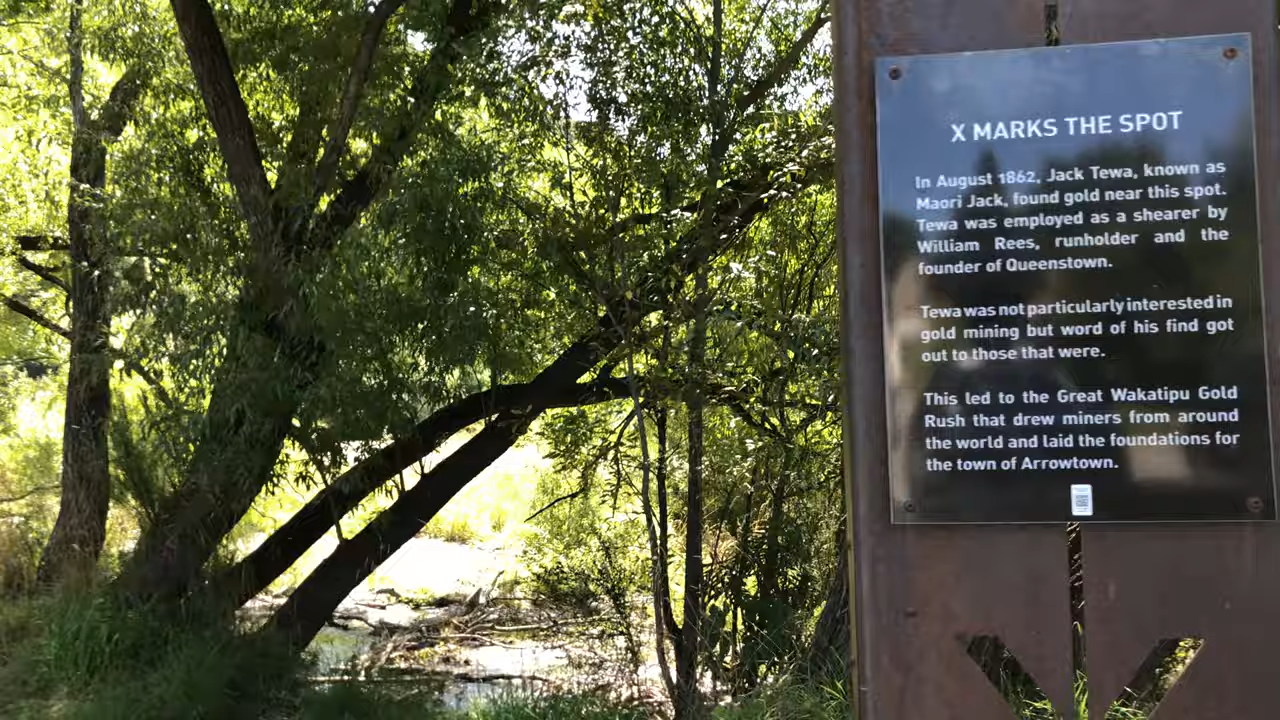 X MARKS THE SPOT
In August 1862, Jack Tewa, known as
Maori Jack, found gold near this spot.
Tewa was employed as a shearer by
William Rees, runholder and the
founder of Queenstown.
Tewa was not particularly interested in
gold mining but word of his find got
out to those that were.
This led to the Great Wakatipu Gold
Rush that drew miners from around
the world and laid the foundations for
the town of Arrowtown.